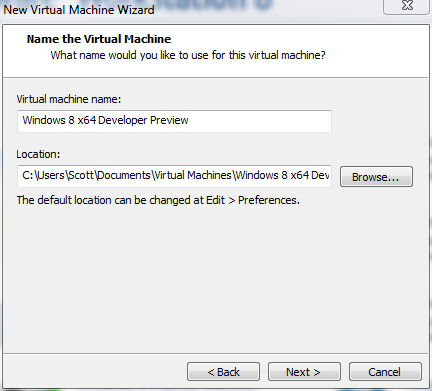 New Virtual Machine Wizard
Name the Virtual Machine
What name would you like to use for this virtual machine?
Virtual machine name:
Windows 8 x64 Developer Preview
Location:
C:\Users\Scott\Documents\Virtual Machines\Windows 8 x64 Dev
Browse...
The default location can be changed at Edit > Preferences.
< Back
Next >
Cancel